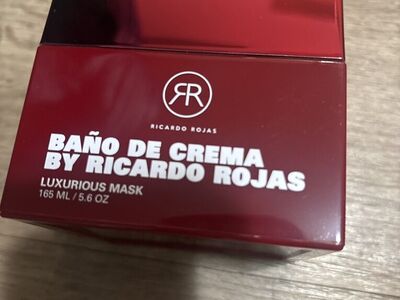 RR
RICARDO ROJAS
BAÑO DE CREMA
BY RICARDO ROJAS
LUXURIOUS MASK
165 ML / 5.6 OZ